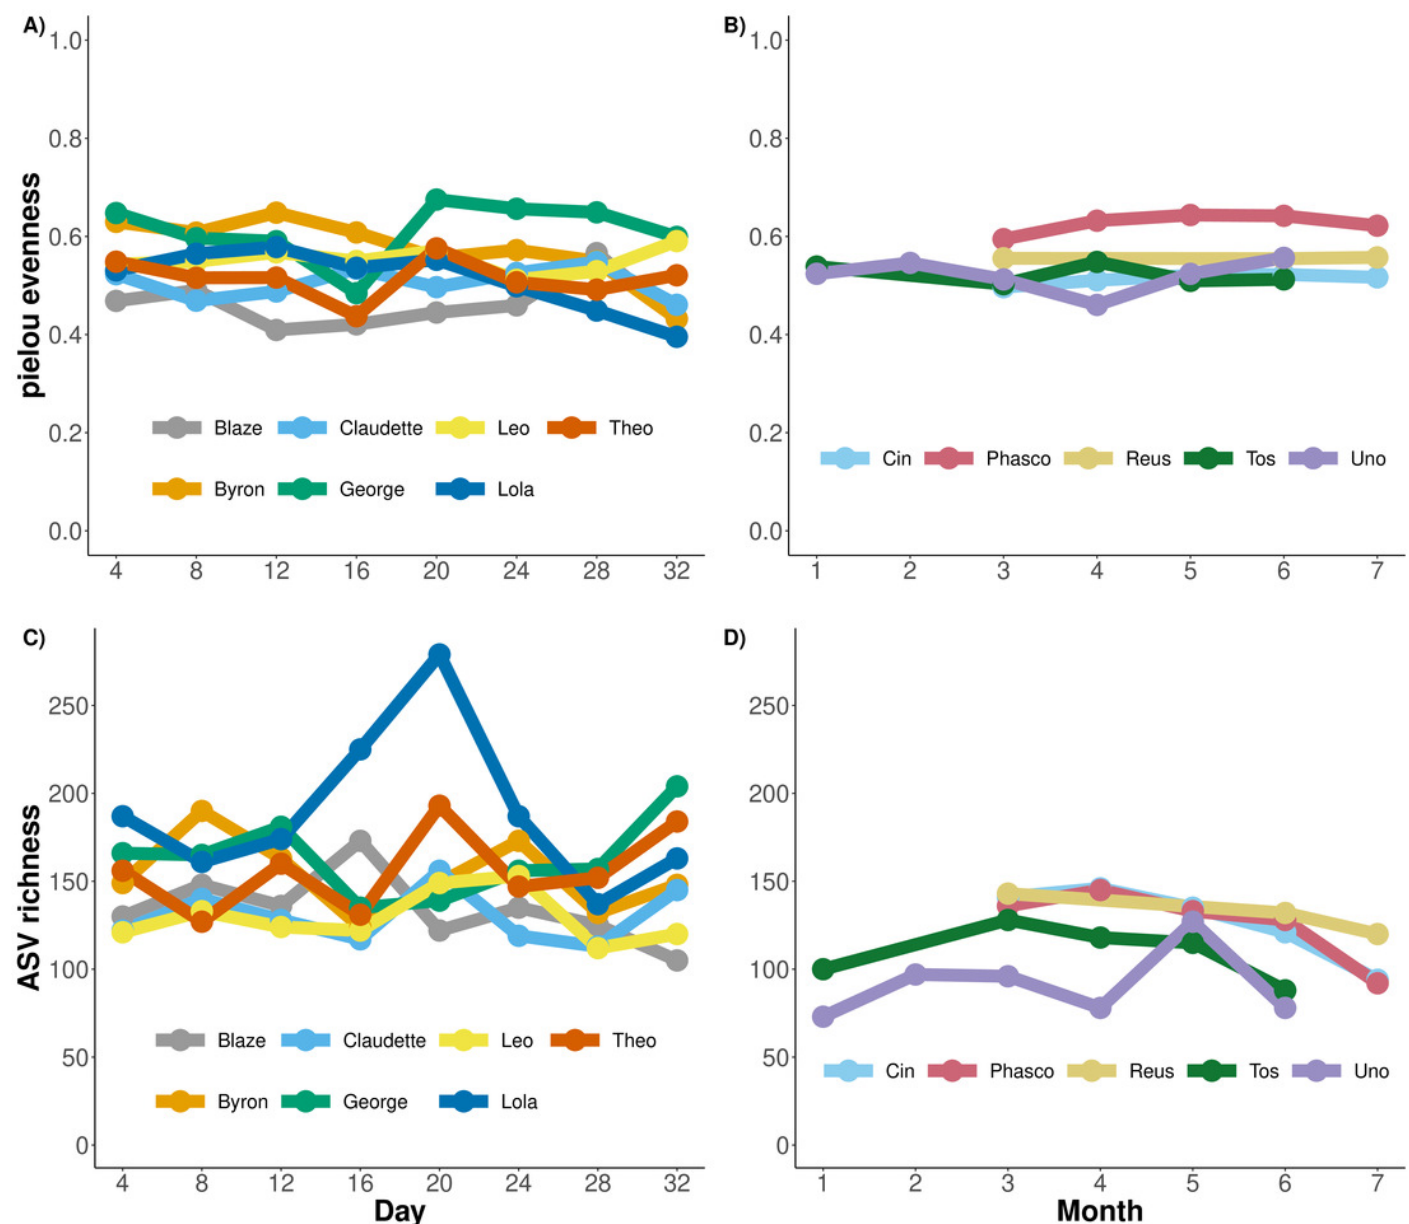 A)
pielou evenness
1.0
0.8
0.6
0.4
0.2
0.0
4 8 12 16 20 24 28 32
Blaze Claudette Leo Theo
Byron George Lola
B)
1.0
0.8
0.6
0.4
0.2
0.0
1 2 3 4 5 6 7
Cin Phasco Reus Tos Uno
C)
ASV richness
250
200
150
100
50
0
4 8 12 16 20 24 28 32
Day
Blaze Claudette Leo Theo
Byron George Lola
D)
250
200
150
100
50
0
1 2 3 4 5 6 7
Month
Cin Phasco Reus Tos Uno